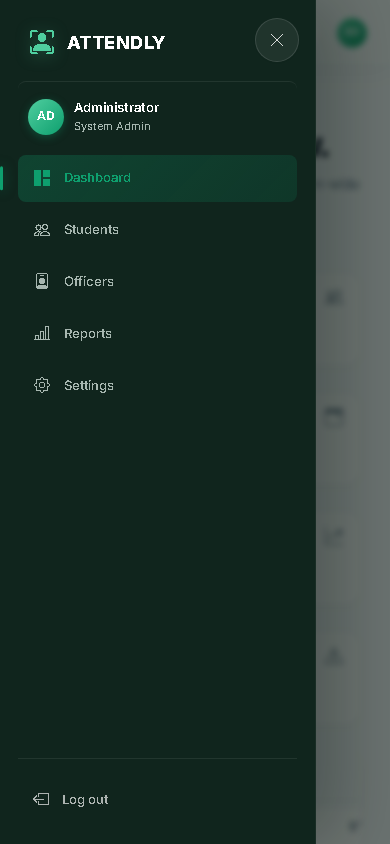 ATTENDLY
AD
Administrator
System Admin
Dashboard
Students
Officers
Reports
Settings
Log out